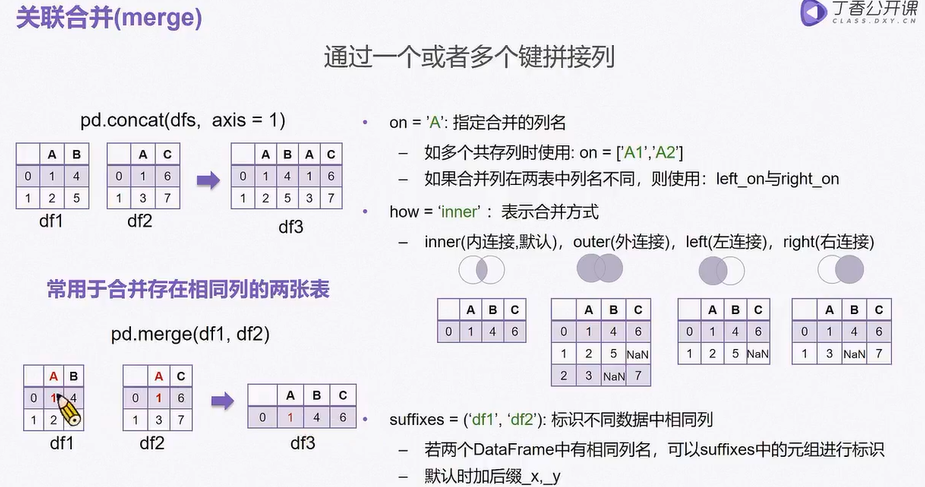 关联合并(merge)
丁香公开课
CLASS.DXY.CN
通过一个或者多个键拼接列
pd.concat(dfs, axis = 1)
A B
0 1 4
1 2 5
df1
A C
0 1 6
1 3 7
df2
A B A C
0 1 4 1 6
1 2 5 3 7
df3
常用于合并存在相同列的两张表
pd.merge(df1, df2)
A B
0 1 4
1 2
df1
A C
0 1 6
1 3 7
df2
A B C
0 1 4 6
df3
• on = 'A': 指定合并的列名
– 如多个共存列时使用: on = ['A1','A2']
– 如果合并列在两表中列名不同，则使用：left_on与right_on
• how = ‘inner’ ：表示合并方式
– inner(内连接,默认)，outer(外连接)，left(左连接)，right(右连接)
A B C
0 1 4 6
A B C
0 1 4 6
1 2 5 NaN
2 3 NaN 7
A B C
0 1 4 6
1 2 5 NaN
A B C
0 1 4 6
1 3 NaN 7
• suffixes = (‘df1’, ‘df2’): 标识不同数据中相同列
– 若两个DataFrame中有相同列名，可以suffixes中的元组进行标识
– 默认时加后缀_x,_y